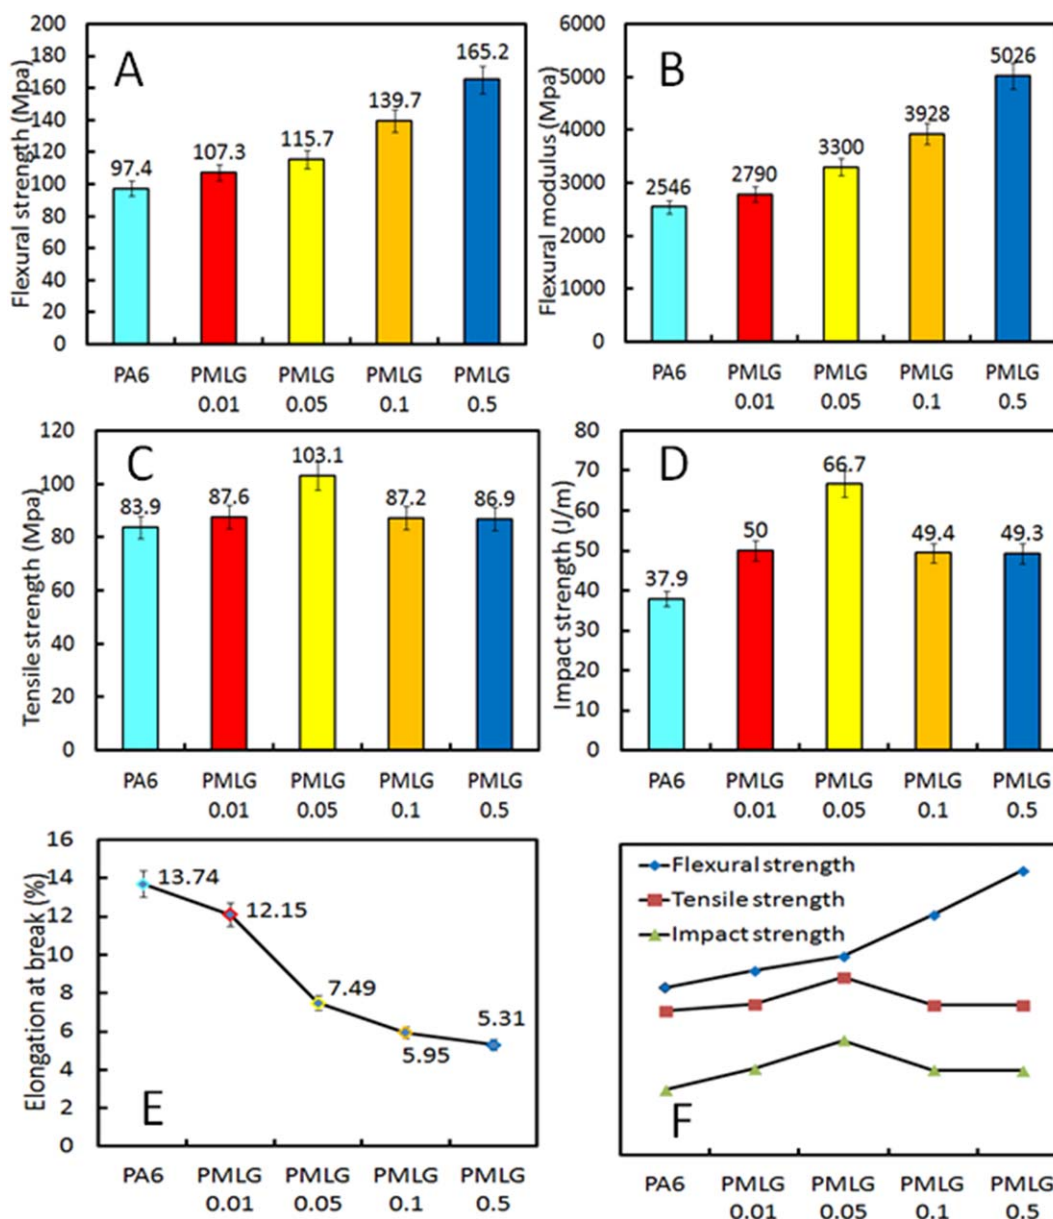 A
Flexural strength (Mpa)
200
180
160
140
120
100
80
60
40
20
0
97.4
107.3
115.7
139.7
165.2
PA6 PMLG PMLG PMLG PMLG
0.01 0.05 0.1 0.5
B
Flexural modulus (Mpa)
6000
5000
4000
3000
2000
1000
0
2546
2790
3300
3928
5026
PA6 PMLG PMLG PMLG PMLG
0.01 0.05 0.1 0.5
C
Tensile strength (Mpa)
120
100
80
60
40
20
0
83.9
87.6
103.1
87.2
86.9
PA6 PMLG PMLG PMLG PMLG
0.01 0.05 0.1 0.5
D
Impact strength (J/m)
80
70
60
50
40
30
20
10
0
37.9
50
66.7
49.4
49.3
PA6 PMLG PMLG PMLG PMLG
0.01 0.05 0.1 0.5
E
Elongation at break (%)
16
14
12
10
8
6
4
2
0
13.74
12.15
7.49
5.95
5.31
PA6 PMLG PMLG PMLG PMLG
0.01 0.05 0.1 0.5
Flexural strength
Tensile strength
Impact strength
F
PA6 PMLG PMLG PMLG PMLG
0.01 0.05 0.1 0.5